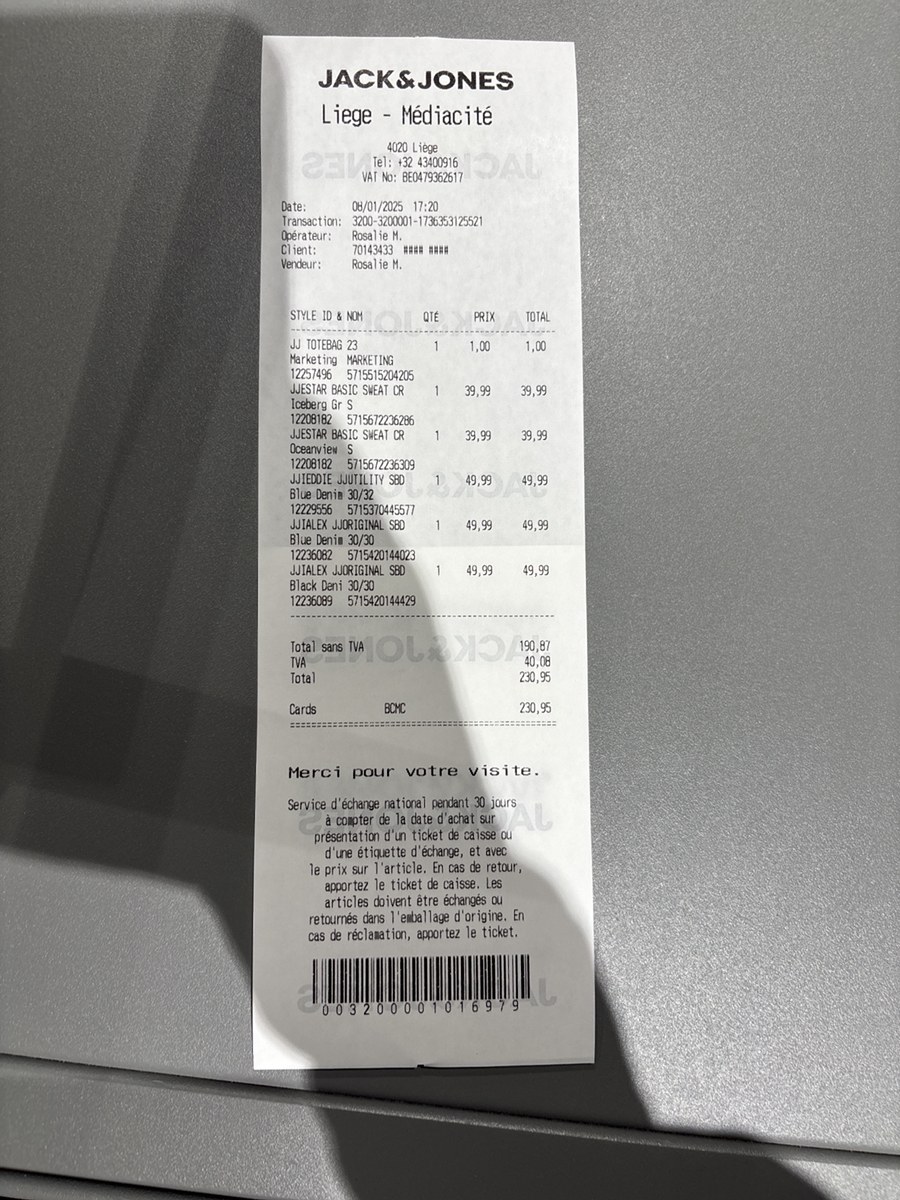 JACK&JONES
Liege - Médiacité
4020 Liège
Tel: +32 43400916
VAT No: BE0479362617
Date: 08/01/2025 17:20
Transaction: 3200-3200001-1736353125521
Opérateur: Rosalie M.
Client: 70143433 #### ####
Vendeur: Rosalie M.
STYLE ID & NOM QTÉ PRIX TOTAL
JJ TOTEBAG 23 1 1,00 1,00
Marketing MARKETING
12257496 5715515204205
JJESTAR BASIC SWEAT CR 1 39,99 39,99
Iceberg Gr S
12208182 5715672236286
JJESTAR BASIC SWEAT CR 1 39,99 39,99
Oceanview S
12208182 5715672236309
JJIEDDIE JJUTILITY SBD 1 49,99 49,99
Blue Denim 30/32
12229556 5715370445577
JJIALEX JJORIGINAL SBD 1 49,99 49,99
Blue Denim 30/30
12236082 5715420144023
JJIALEX JJORIGINAL SBD 1 49,99 49,99
Black Deni 30/30
12236089 5715420144429
Total sans TVA 190,87
TVA 40,08
Total 230,95
Cards BCMC 230,95
Merci pour votre visite.
Service d'échange national pendant 30 jours
à compter de la date d'achat sur
présentation d'un ticket de caisse ou
d'une étiquette d'échange, et avec
le prix sur l'article. En cas de retour,
apportez le ticket de caisse. Les
articles doivent être échangés ou
retournés dans l'emballage d'origine. En
cas de réclamation, apportez le ticket.
003200001016979